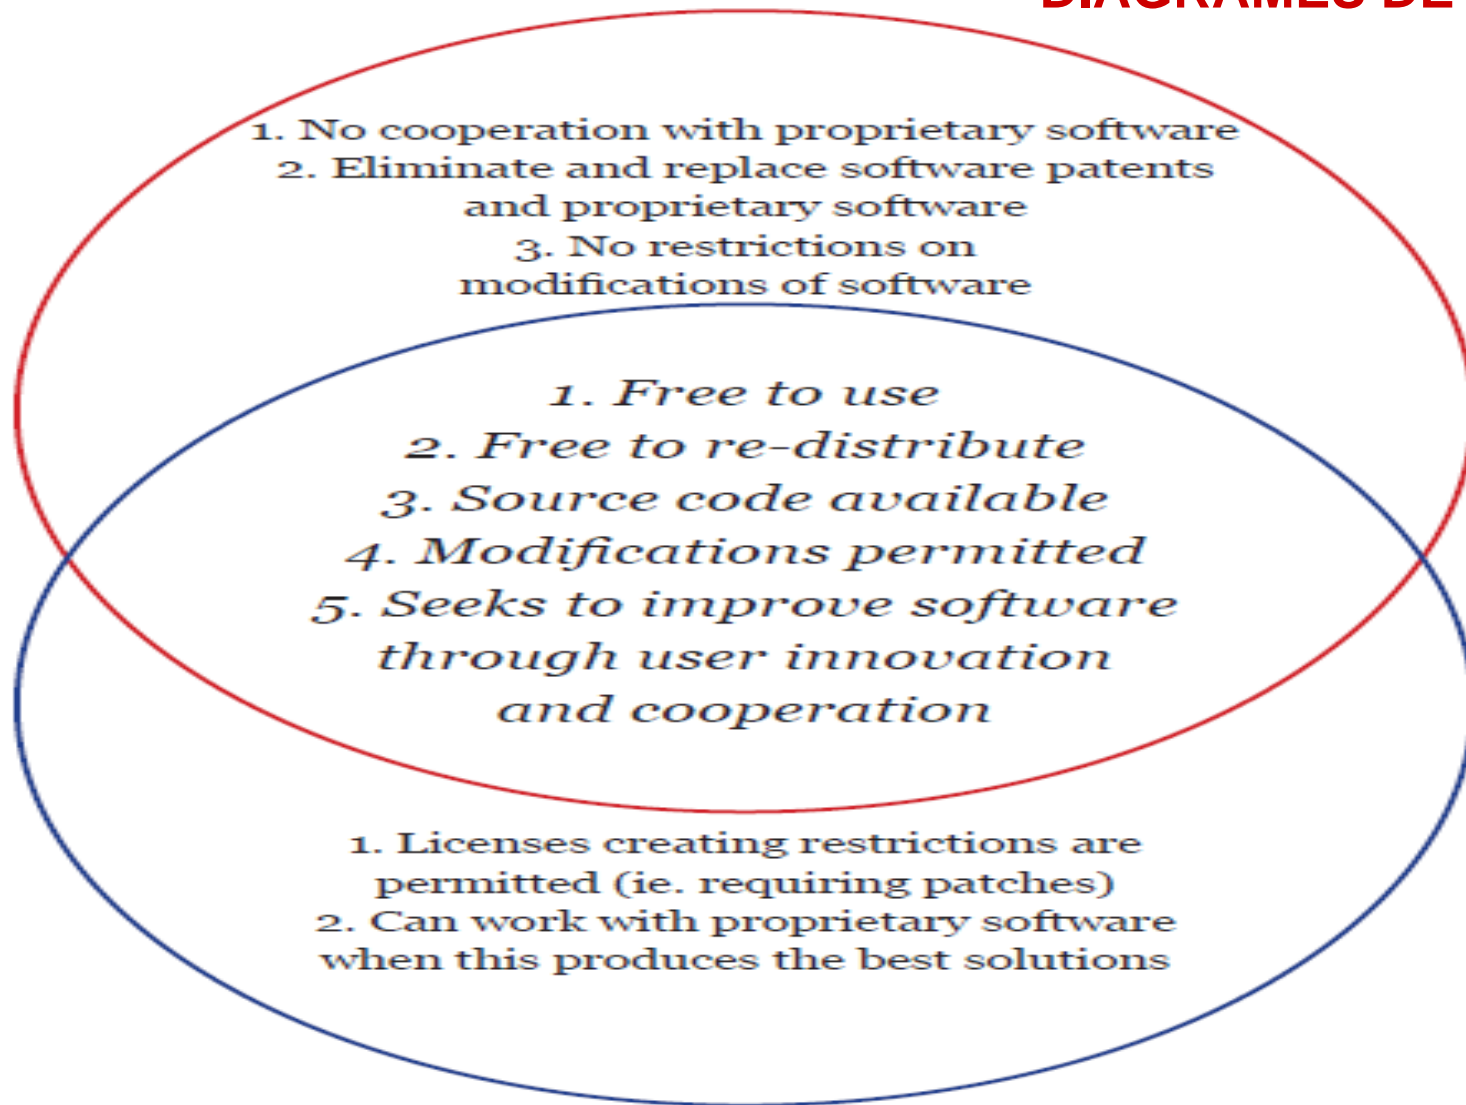 DIAGRAMES DE
1. No cooperation with proprietary software
2. Eliminate and replace software patents
and proprietary software
3. No restrictions on
modifications of software
1. Free to use
2. Free to re-distribute
3. Source code available
4. Modifications permitted
5. Seeks to improve software
through user innovation
and cooperation
1. Licenses creating restrictions are
permitted (ie. requiring patches)
2. Can work with proprietary software
when this produces the best solutions